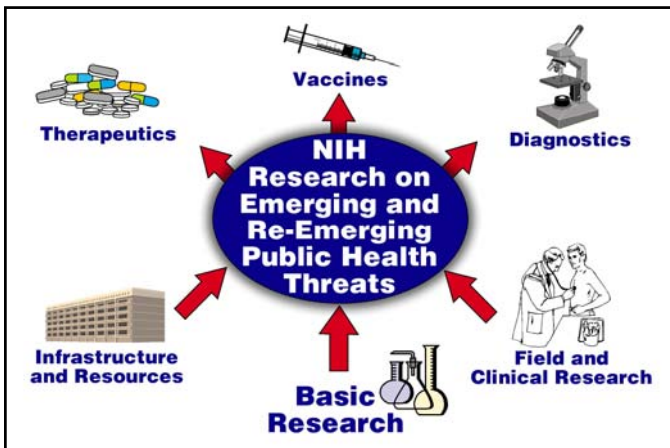 Vaccines
Therapeutics
Diagnostics
NIH
Research on
Emerging and
Re-Emerging
Public Health
Threats
Infrastructure
and Resources
Basic
Research
Field and
Clinical Research